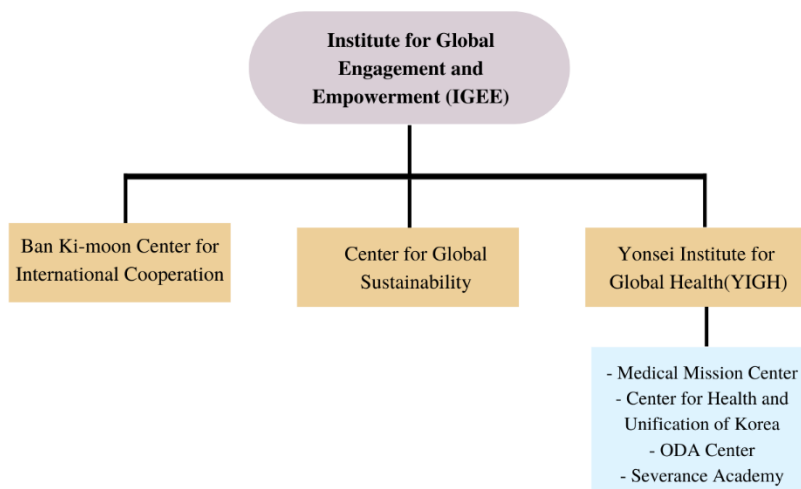 Institute for Global
Engagement and
Empowerment (IGEE)
Ban Ki-moon Center for
International Cooperation
Center for Global
Sustainability
Yonsei Institute for
Global Health(YIGH)
- Medical Mission Center
- Center for Health and
Unification of Korea
- ODA Center
- Severance Academy